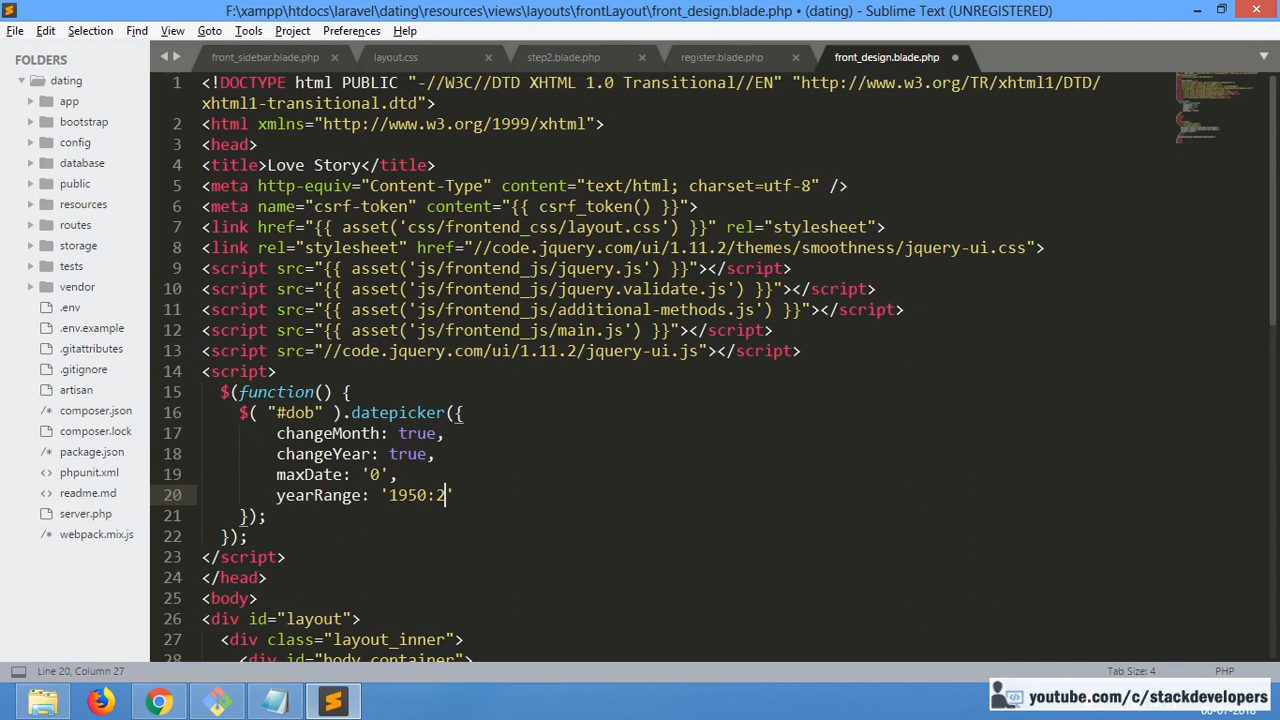 F:\xampp\htdocs\laravel\dating\resources\views\layouts\frontLayout\front_design.blade.php • (dating) - Sublime Text (UNREGISTERED)
File Edit Selection Find View Goto Tools Project Preferences Help
FOLDERS
dating
app
bootstrap
config
database
public
resources
routes
storage
tests
vendor
.env
.env.example
.gitattributes
.gitignore
artisan
composer.json
composer.lock
package.json
phpunit.xml
readme.md
server.php
webpack.mix.js
front_sidebar.blade.php layout.css step2.blade.php register.blade.php front_design.blade.php
1 <!DOCTYPE html PUBLIC "-//W3C//DTD XHTML 1.0 Transitional//EN" "http://www.w3.org/TR/xhtml1/DTD/
xhtml1-transitional.dtd">
2 <html xmlns="http://www.w3.org/1999/xhtml">
3 <head>
4 <title>Love Story</title>
5 <meta http-equiv="Content-Type" content="text/html; charset=utf-8" />
6 <meta name="csrf-token" content="{{ csrf_token() }}">
7 <link href="{{ asset('css/frontend_css/layout.css') }}" rel="stylesheet">
8 <link rel="stylesheet" href="//code.jquery.com/ui/1.11.2/themes/smoothness/jquery-ui.css">
9 <script src="{{ asset('js/frontend_js/jquery.js') }}"></script>
10 <script src="{{ asset('js/frontend_js/jquery.validate.js') }}"></script>
11 <script src="{{ asset('js/frontend_js/additional-methods.js') }}"></script>
12 <script src="{{ asset('js/frontend_js/main.js') }}"></script>
13 <script src="//code.jquery.com/ui/1.11.2/jquery-ui.js"></script>
14 <script>
15 $(function() {
16 $( "#dob" ).datepicker({
17 changeMonth: true,
18 changeYear: true,
19 maxDate: '0',
20 yearRange: '1950:2'
21 });
22 });
23 </script>
24 </head>
25 <body>
26 <div id="layout">
27 <div class="layout_inner">
28 <div id="body_container">
Line 20, Column 27 Tab Size: 4 PHP
youtube.com/c/stackdevelopers